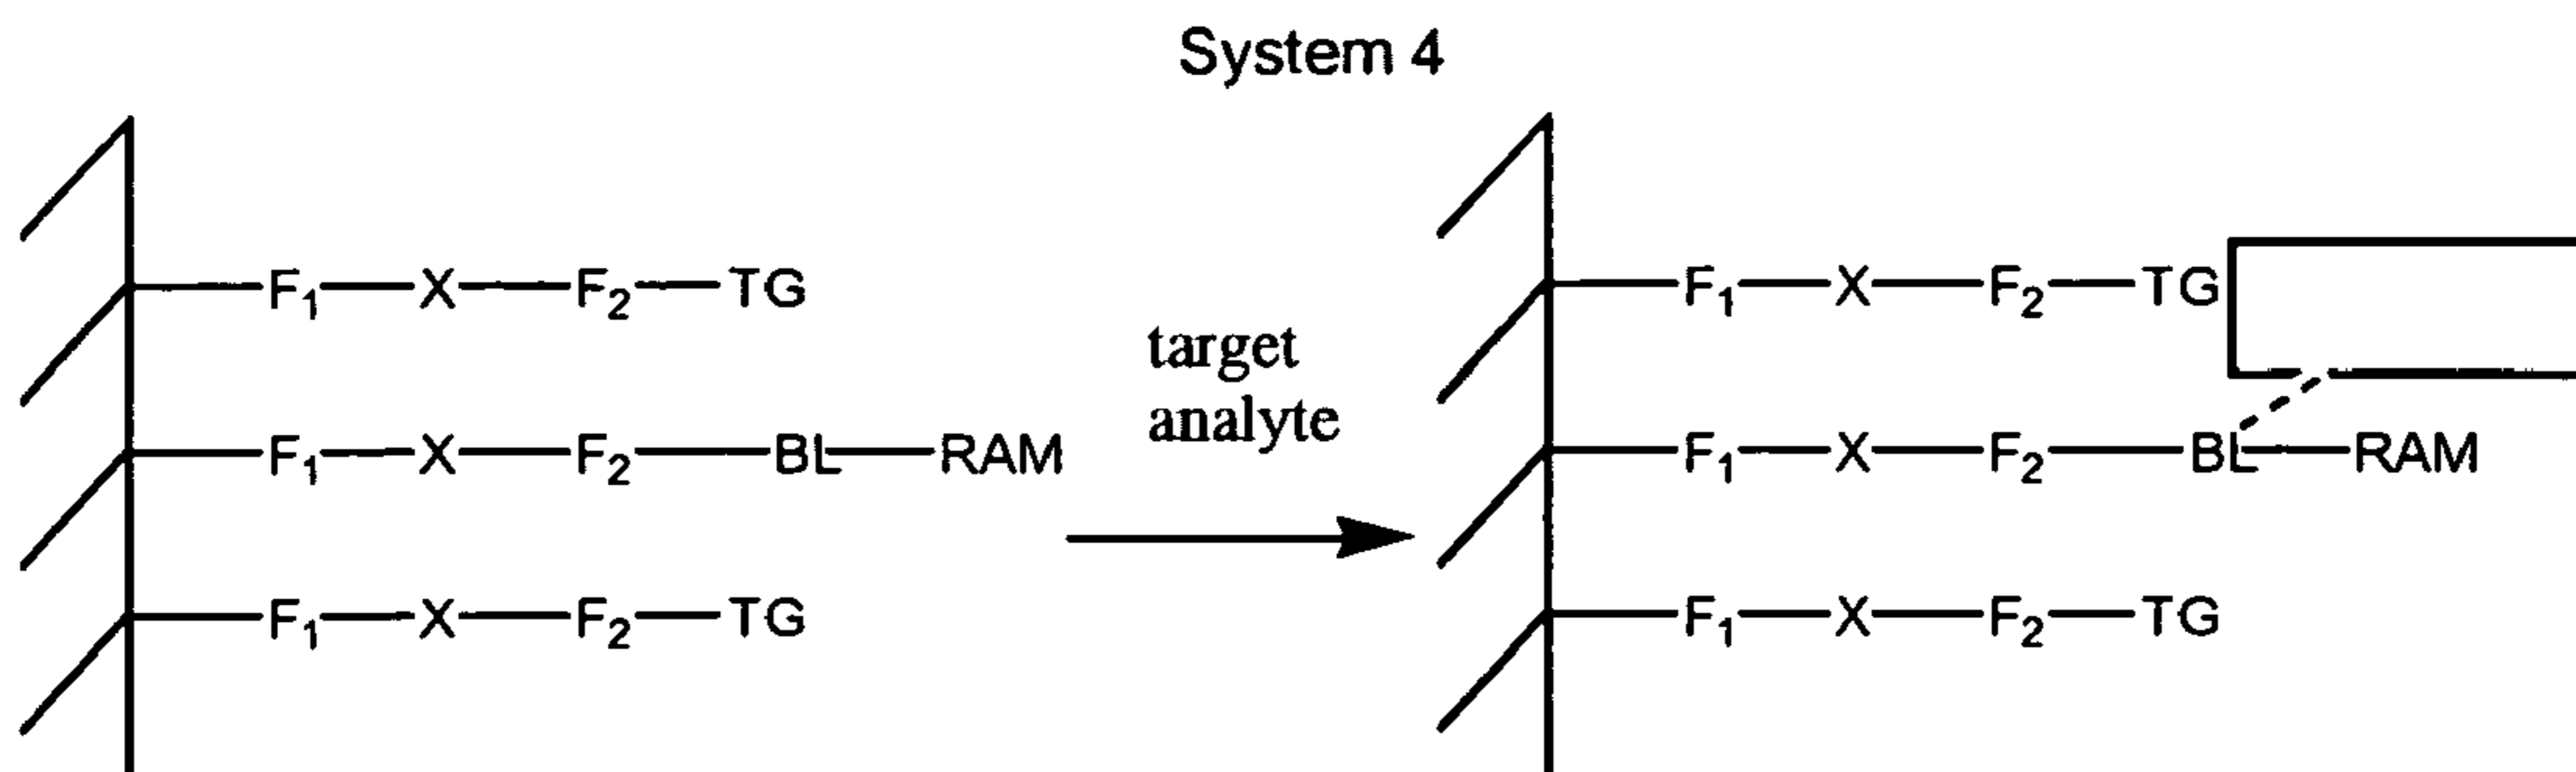 System 4
F₁—X—F₂—TG
F₁—X—F₂—BL—RAM
F₁—X—F₂—TG
target
analyte
F₁—X—F₂—TG
F₁—X—F₂—BL—RAM
F₁—X—F₂—TG